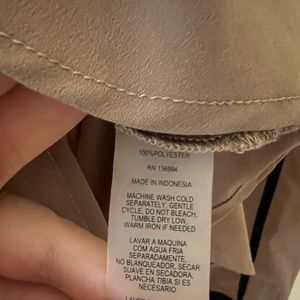 100%POLYESTER
RN 136994
MADE IN INDONESIA
MACHINE WASH COLD
SEPARATELY, GENTLE
CYCLE, DO NOT BLEACH.
TUMBLE DRY LOW,
WARM IRON IF NEEDED
LAVAR A MAQUINA
COM AGUA FRIA
SEPARADAMENTE.
NO BLANQUEADOR, SECAR
SUAVE EN SECADORA,
PLANCHA TIBIA SI ES
NECESARIO